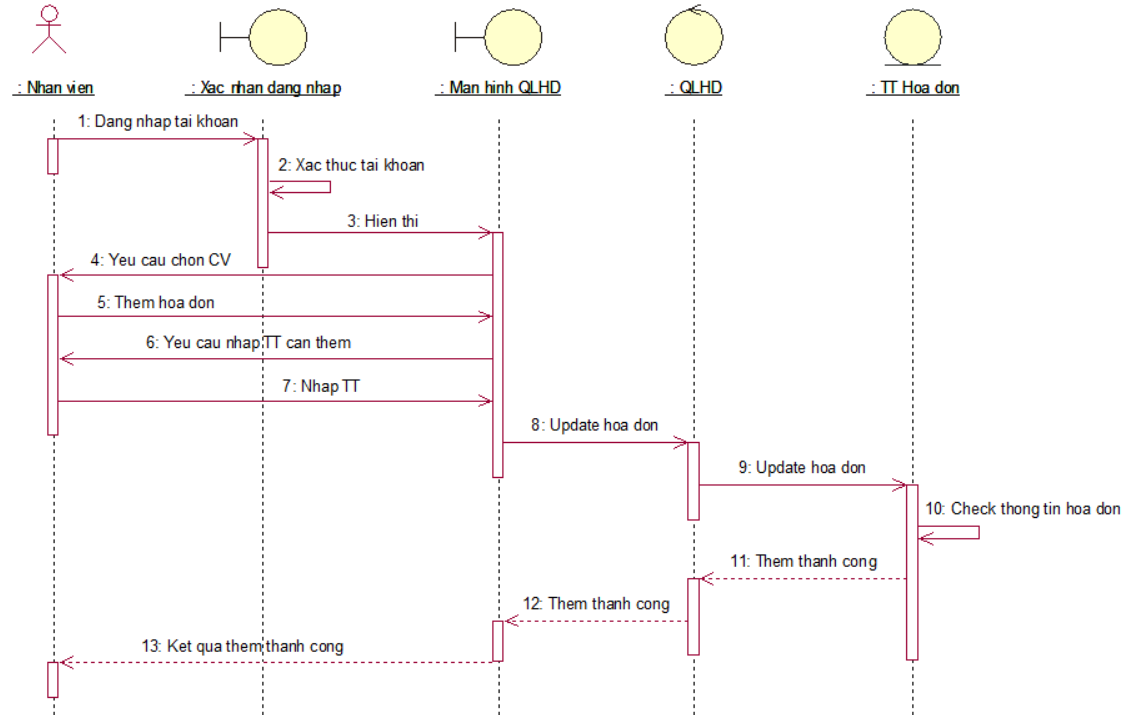 : Nhan vien
: Xac nhan dang nhap
: Man hinh QLHD
: QLHD
: TT Hoa don
1: Dang nhap tai khoan
2: Xac thuc tai khoan
3: Hien thi
4: Yeu cau chon CV
5: Them hoa don
6: Yeu cau nhap TT can them
7: Nhap TT
8: Update hoa don
9: Update hoa don
10: Check thong tin hoa don
11: Them thanh cong
12: Them thanh cong
13: Ket qua them thanh cong